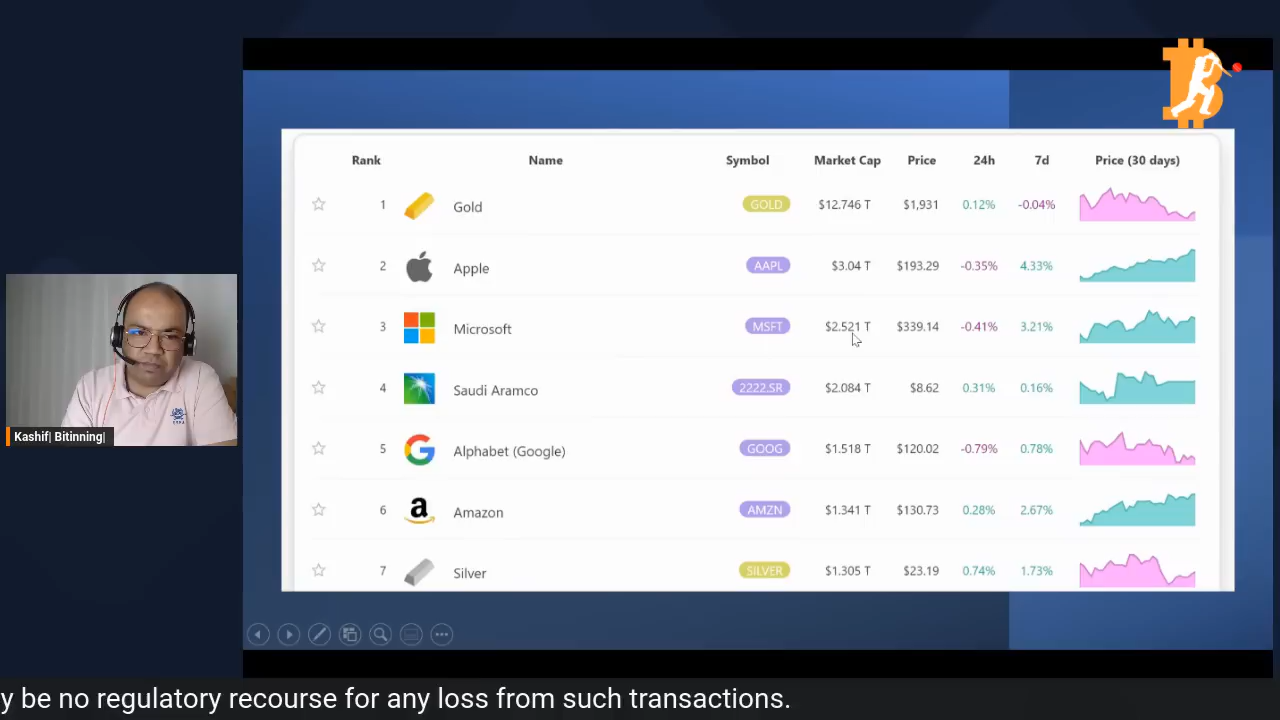 Rank Name Symbol Market Cap Price 24h 7d Price (30 days)
1 Gold GOLD $12.746 T $1,931 0.12% -0.04%
2 Apple AAPL $3.04 T $193.29 -0.35% 4.33%
3 Microsoft MSFT $2.521 T $339.14 -0.41% 3.21%
4 Saudi Aramco 2222.SR $2.084 T $8.62 0.31% 0.16%
5 Alphabet (Google) GOOG $1.518 T $120.02 -0.79% 0.78%
6 Amazon AMZN $1.341 T $130.73 0.28% 2.67%
7 Silver SILVER $1.305 T $23.19 0.74% 1.73%
Kashif| Bitinning|
y be no regulatory recourse for any loss from such transactions.